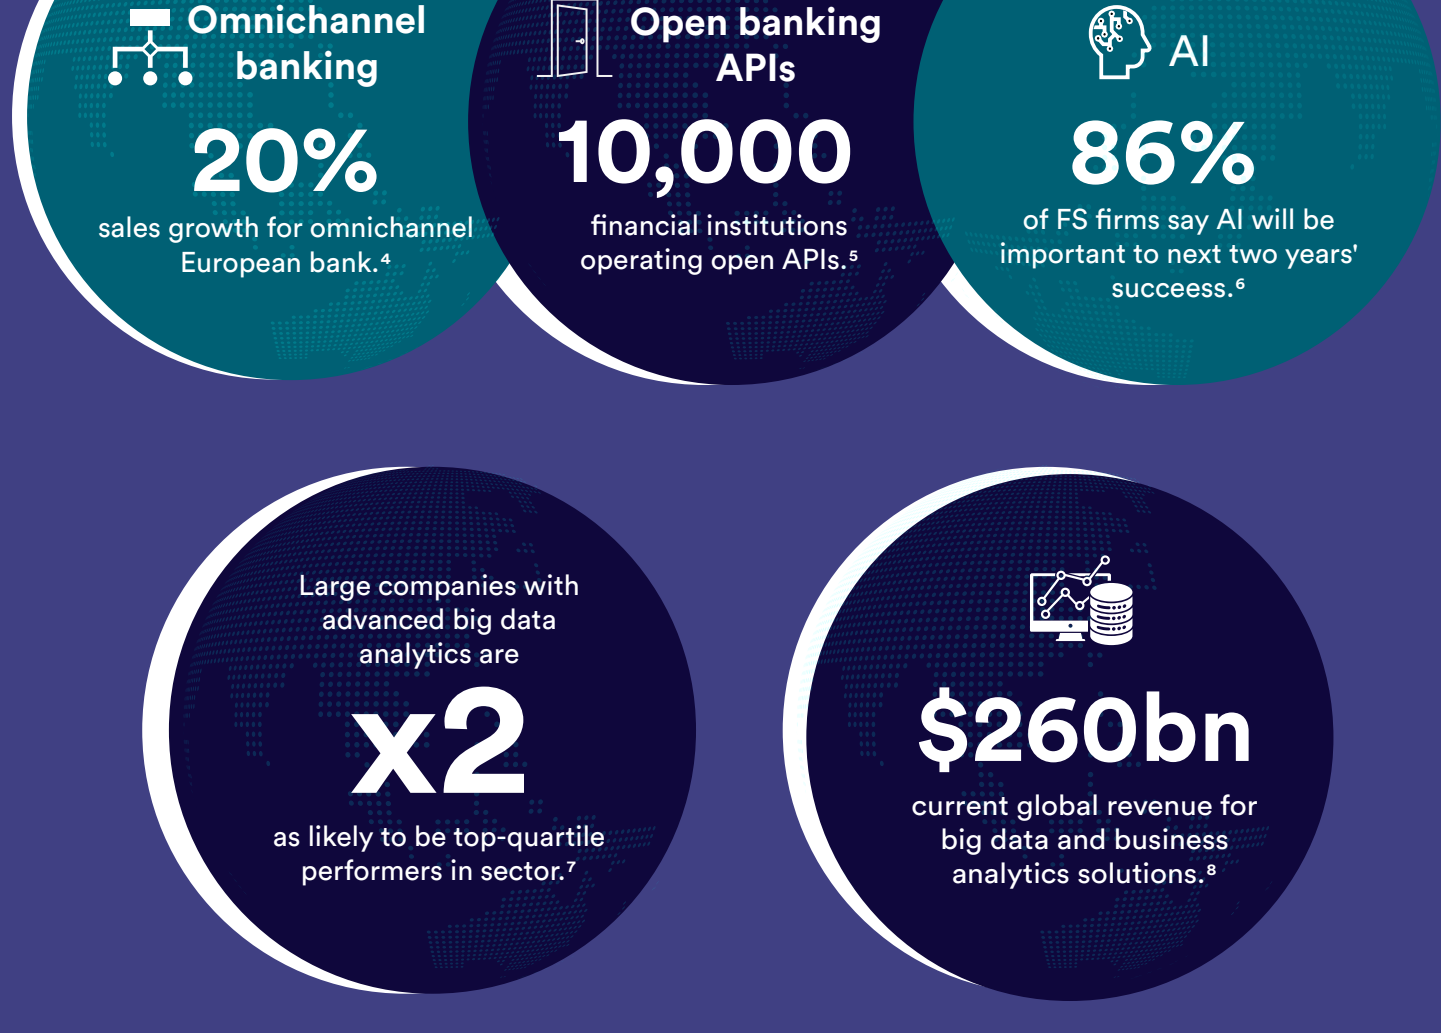 Omnichannel
banking
20%
sales growth for omnichannel
European bank.⁴
Open banking
APIs
10,000
financial institutions
operating open APIs.⁵
AI
86%
of FS firms say AI will be
important to next two years'
succeess.⁶
Large companies with
advanced big data
analytics are
x2
as likely to be top-quartile
performers in sector.⁷
$260bn
current global revenue for
big data and business
analytics solutions.⁸